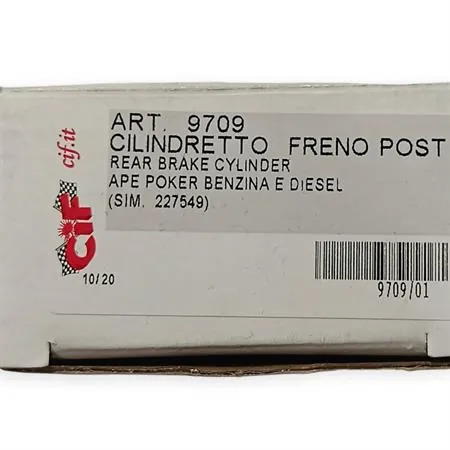 ART. 9709
CILINDRETTO FRENO POST
REAR BRAKE CYLINDER
APE POKER BENZINA E DIESEL
(SIM. 227549)
cif.it
CIF
10/20
9709/01